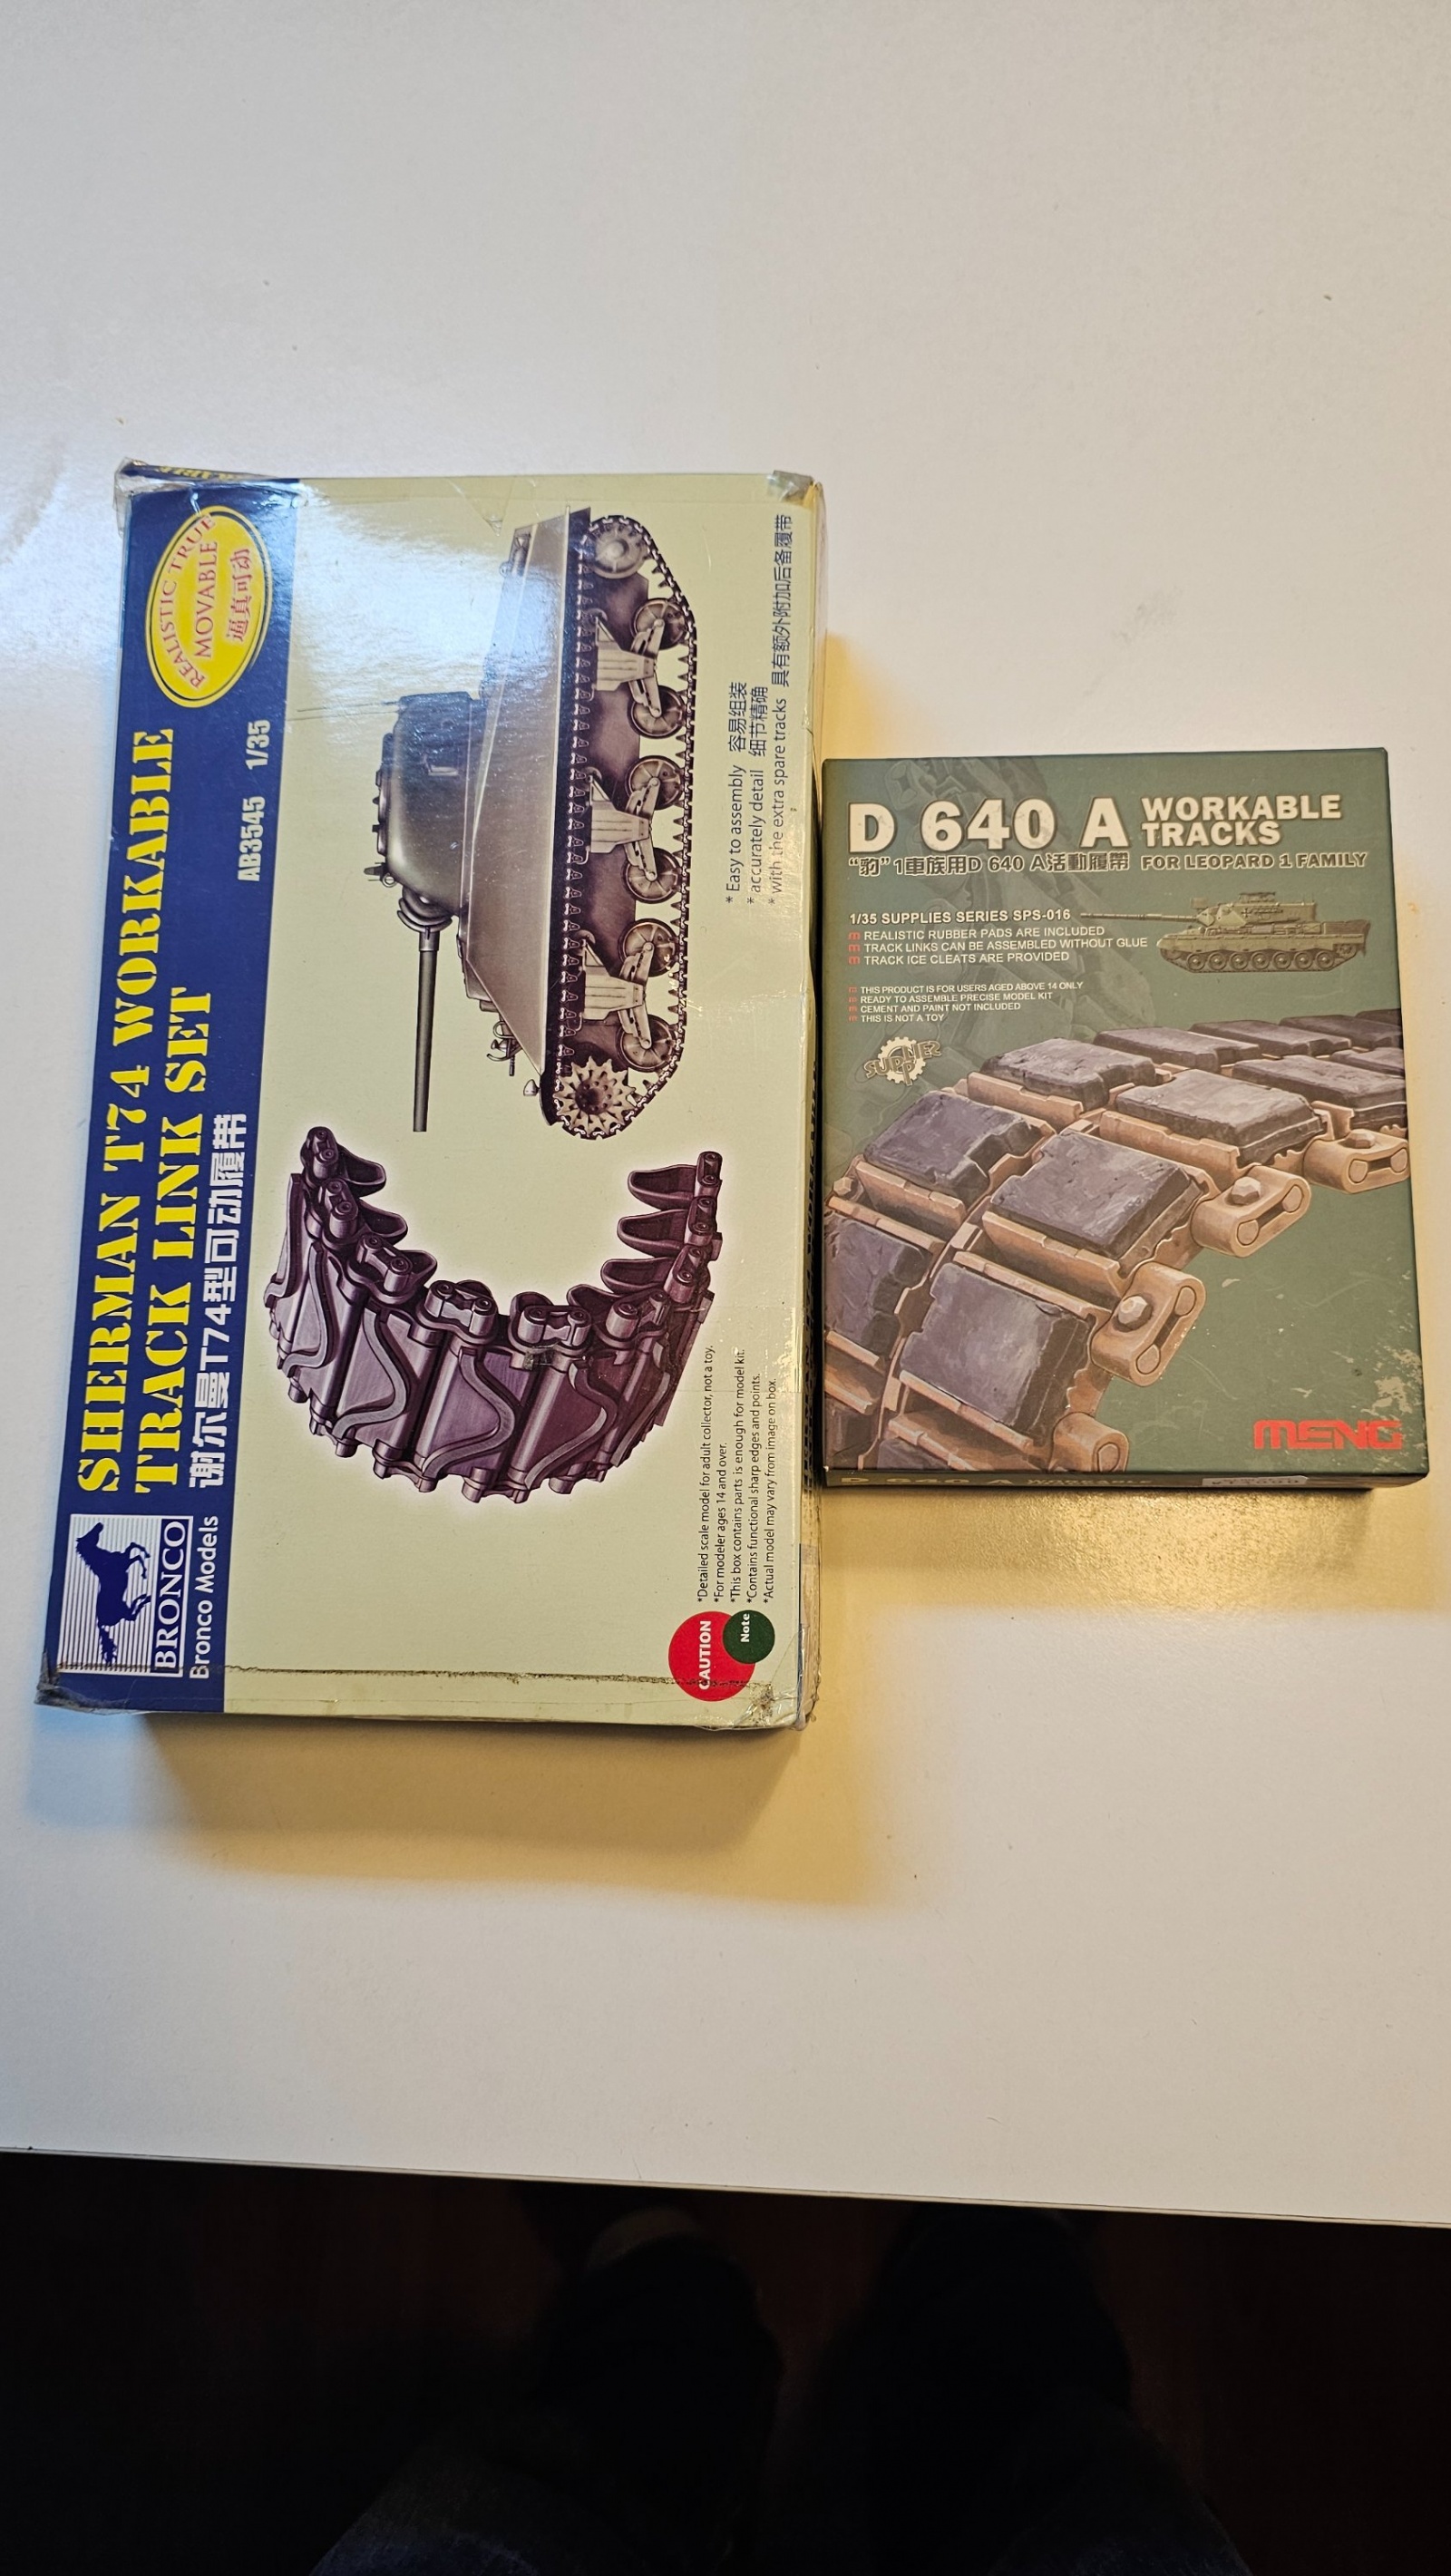 SHERMAN T74 WORKABLE
TRACK LINK SET
谢尔曼T74型可动履带
AB3545 1/35
REALISTIC TRUE
MOVABLE
逼真可动
BRONCO
Bronco Models
* Easy to assembly 容易组装
* accurately detail 细节精确
* with the extra spare tracks 具有额外附加后备履带
CAUTION
Note
*Detailed scale model for adult collector, not a toy.
*For modeler ages 14 and over.
*This box contains parts is enough for model kit.
*Contains functional sharp edges and points.
*Actual model may vary from image on box.
D 640 A WORKABLE
TRACKS
“豹”1車族用D 640 A活動履帶 FOR LEOPARD 1 FAMILY
1/35 SUPPLIES SERIES SPS-016
REALISTIC RUBBER PADS ARE INCLUDED
TRACK LINKS CAN BE ASSEMBLED WITHOUT GLUE
TRACK ICE CLEATS ARE PROVIDED
THIS PRODUCT IS FOR USERS AGED ABOVE 14 ONLY
READY TO ASSEMBLE PRECISE MODEL KIT
CEMENT AND PAINT NOT INCLUDED
THIS IS NOT A TOY
MENG
D 640 A